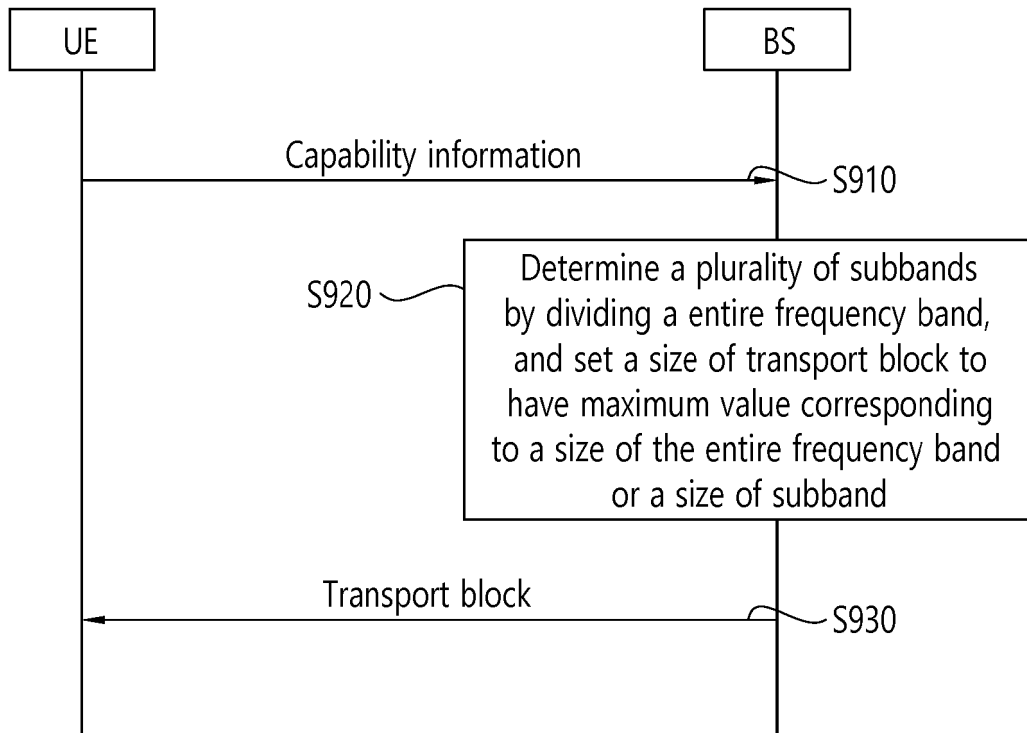 UE
BS
Capability information
S910
S920
Determine a plurality of subbands
by dividing a entire frequency band,
and set a size of transport block to
have maximum value corresponding
to a size of the entire frequency band
or a size of subband
Transport block
S930